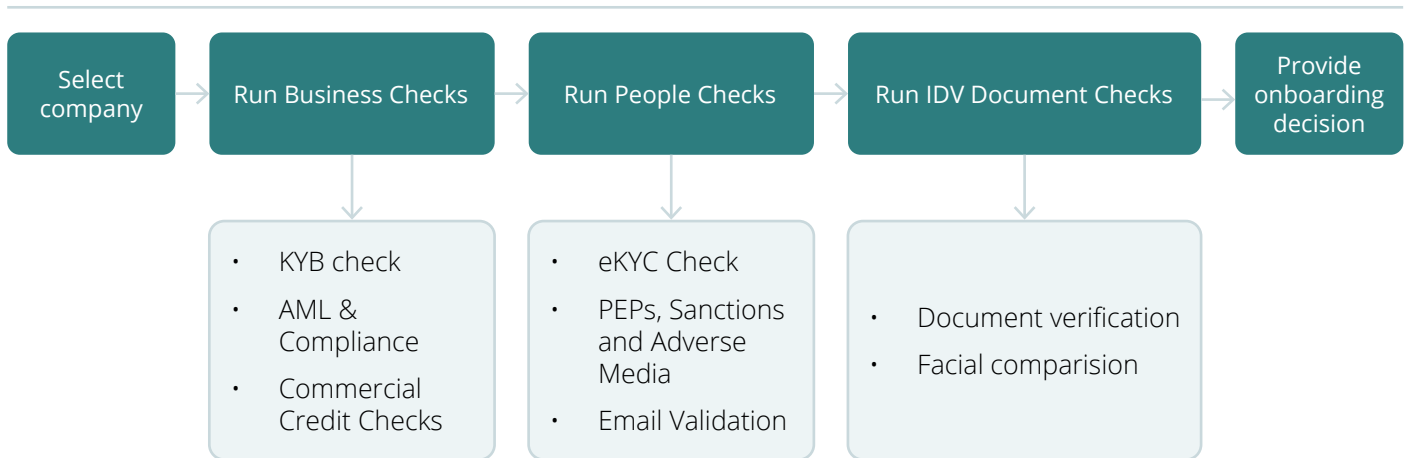 Select
company
Run Business Checks
Run People Checks
Run IDV Document Checks
Provide
onboarding
decision
• KYB check
• AML &
Compliance
• Commercial
Credit Checks
• eKYC Check
• PEPs, Sanctions
and Adverse
Media
• Email Validation
• Document verification
• Facial comparision